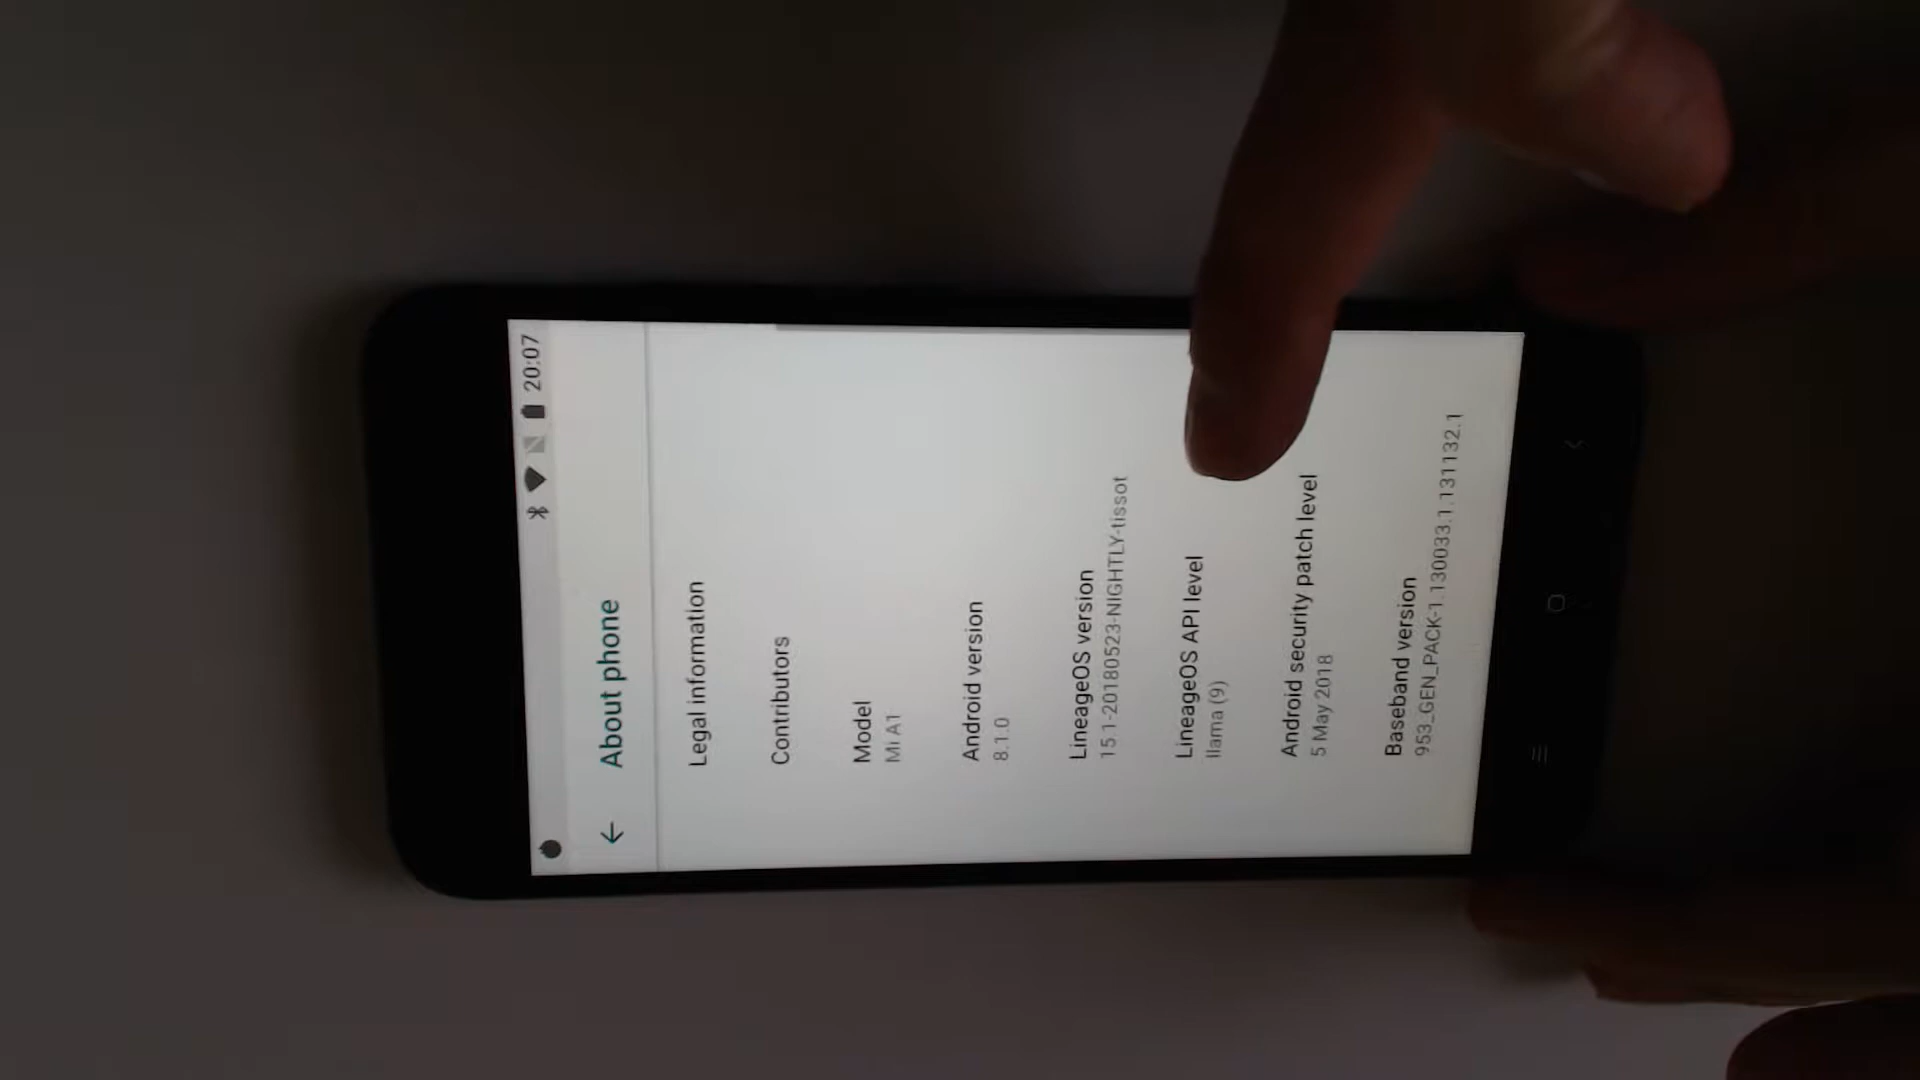 20:07
About phone
Legal information
Contributors
Model
Mi A1
Android version
8.1.0
LineageOS version
15.1-20180523-NIGHTLY-tissot
LineageOS API level
llama (9)
Android security patch level
5 May 2018
Baseband version
953_GEN_PACK-1.130033.1.131132.1